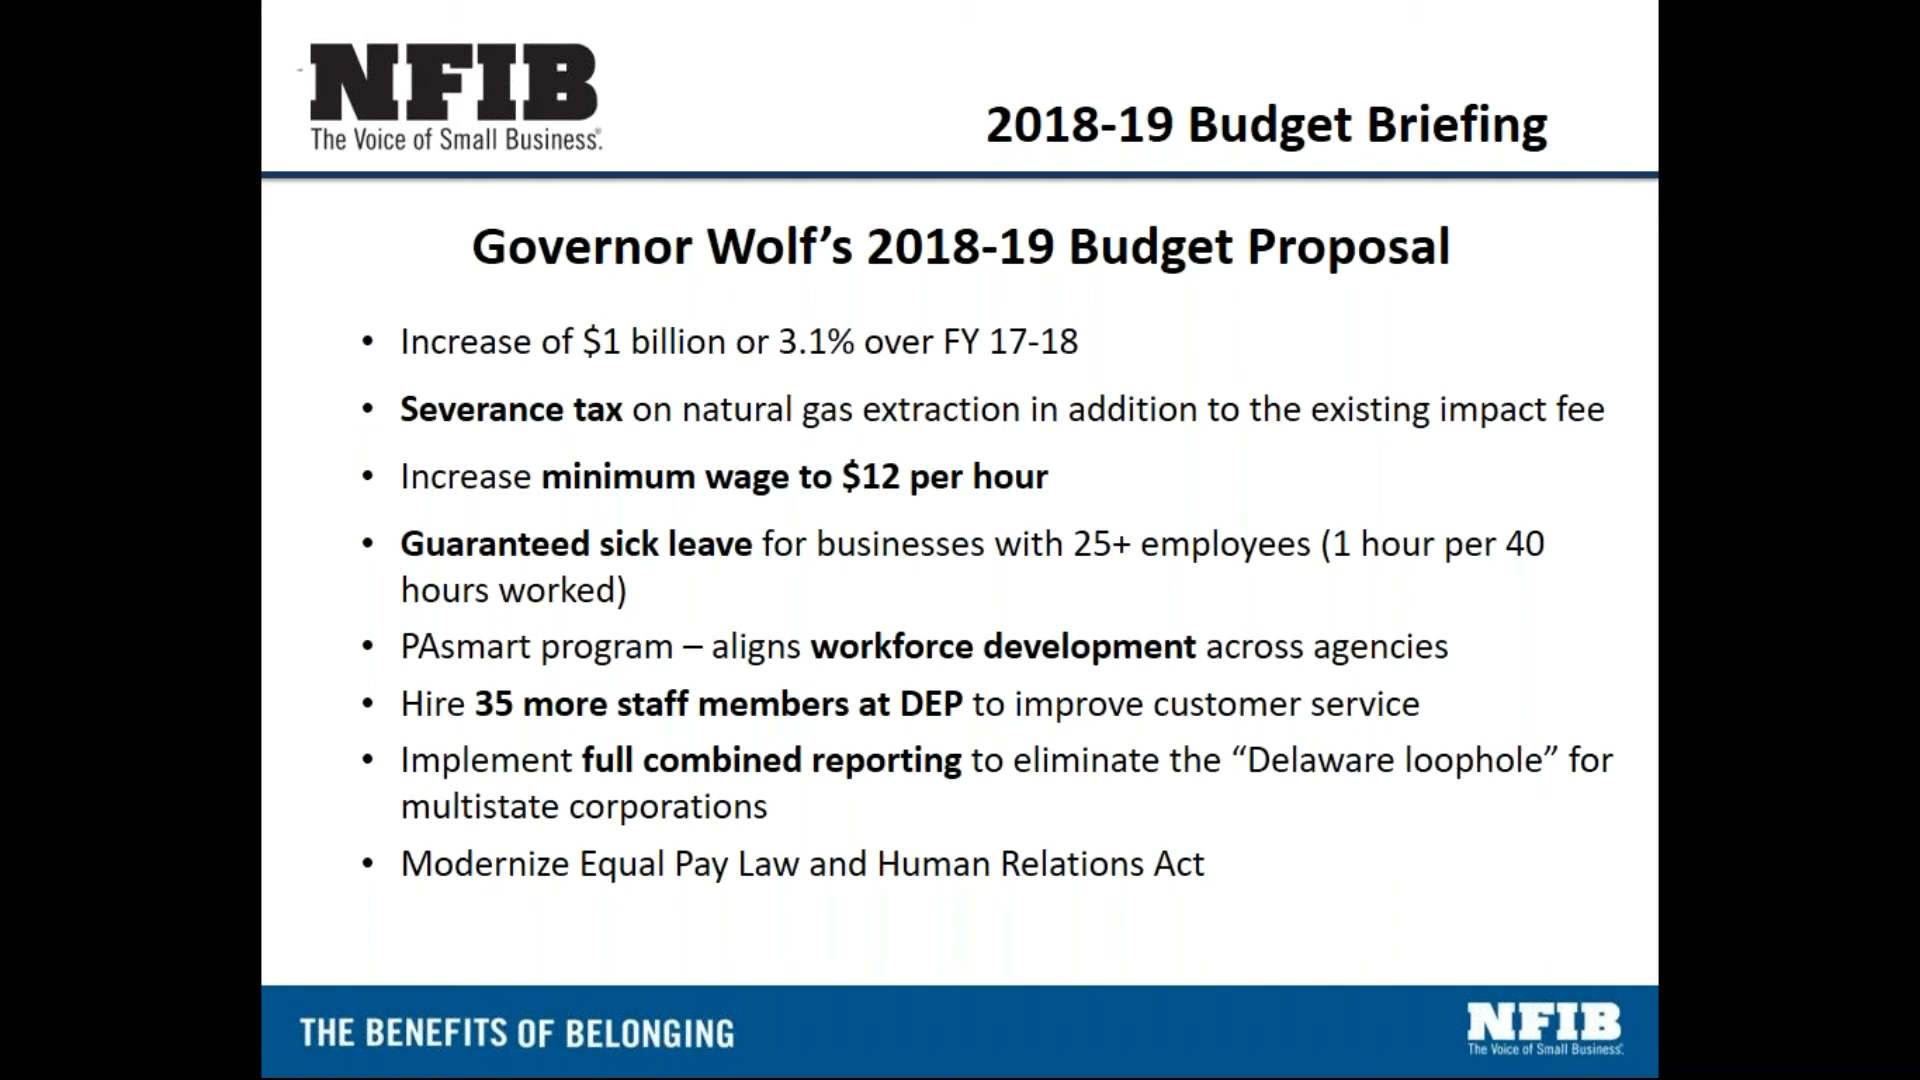 NFIB
The Voice of Small Business.®
2018-19 Budget Briefing
Governor Wolf’s 2018-19 Budget Proposal
• Increase of $1 billion or 3.1% over FY 17-18
• Severance tax on natural gas extraction in addition to the existing impact fee
• Increase minimum wage to $12 per hour
• Guaranteed sick leave for businesses with 25+ employees (1 hour per 40
hours worked)
• PAsmart program – aligns workforce development across agencies
• Hire 35 more staff members at DEP to improve customer service
• Implement full combined reporting to eliminate the “Delaware loophole” for
multistate corporations
• Modernize Equal Pay Law and Human Relations Act
THE BENEFITS OF BELONGING
NFIB
The Voice of Small Business.®